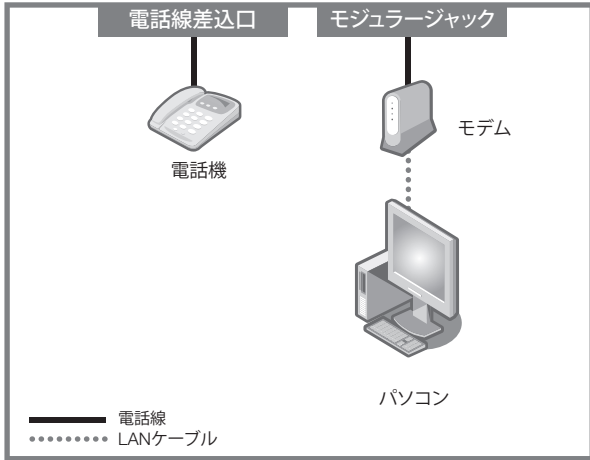 電話線差込口
モジュラージャック
電話機
モデム
パソコン
電話線
LANケーブル